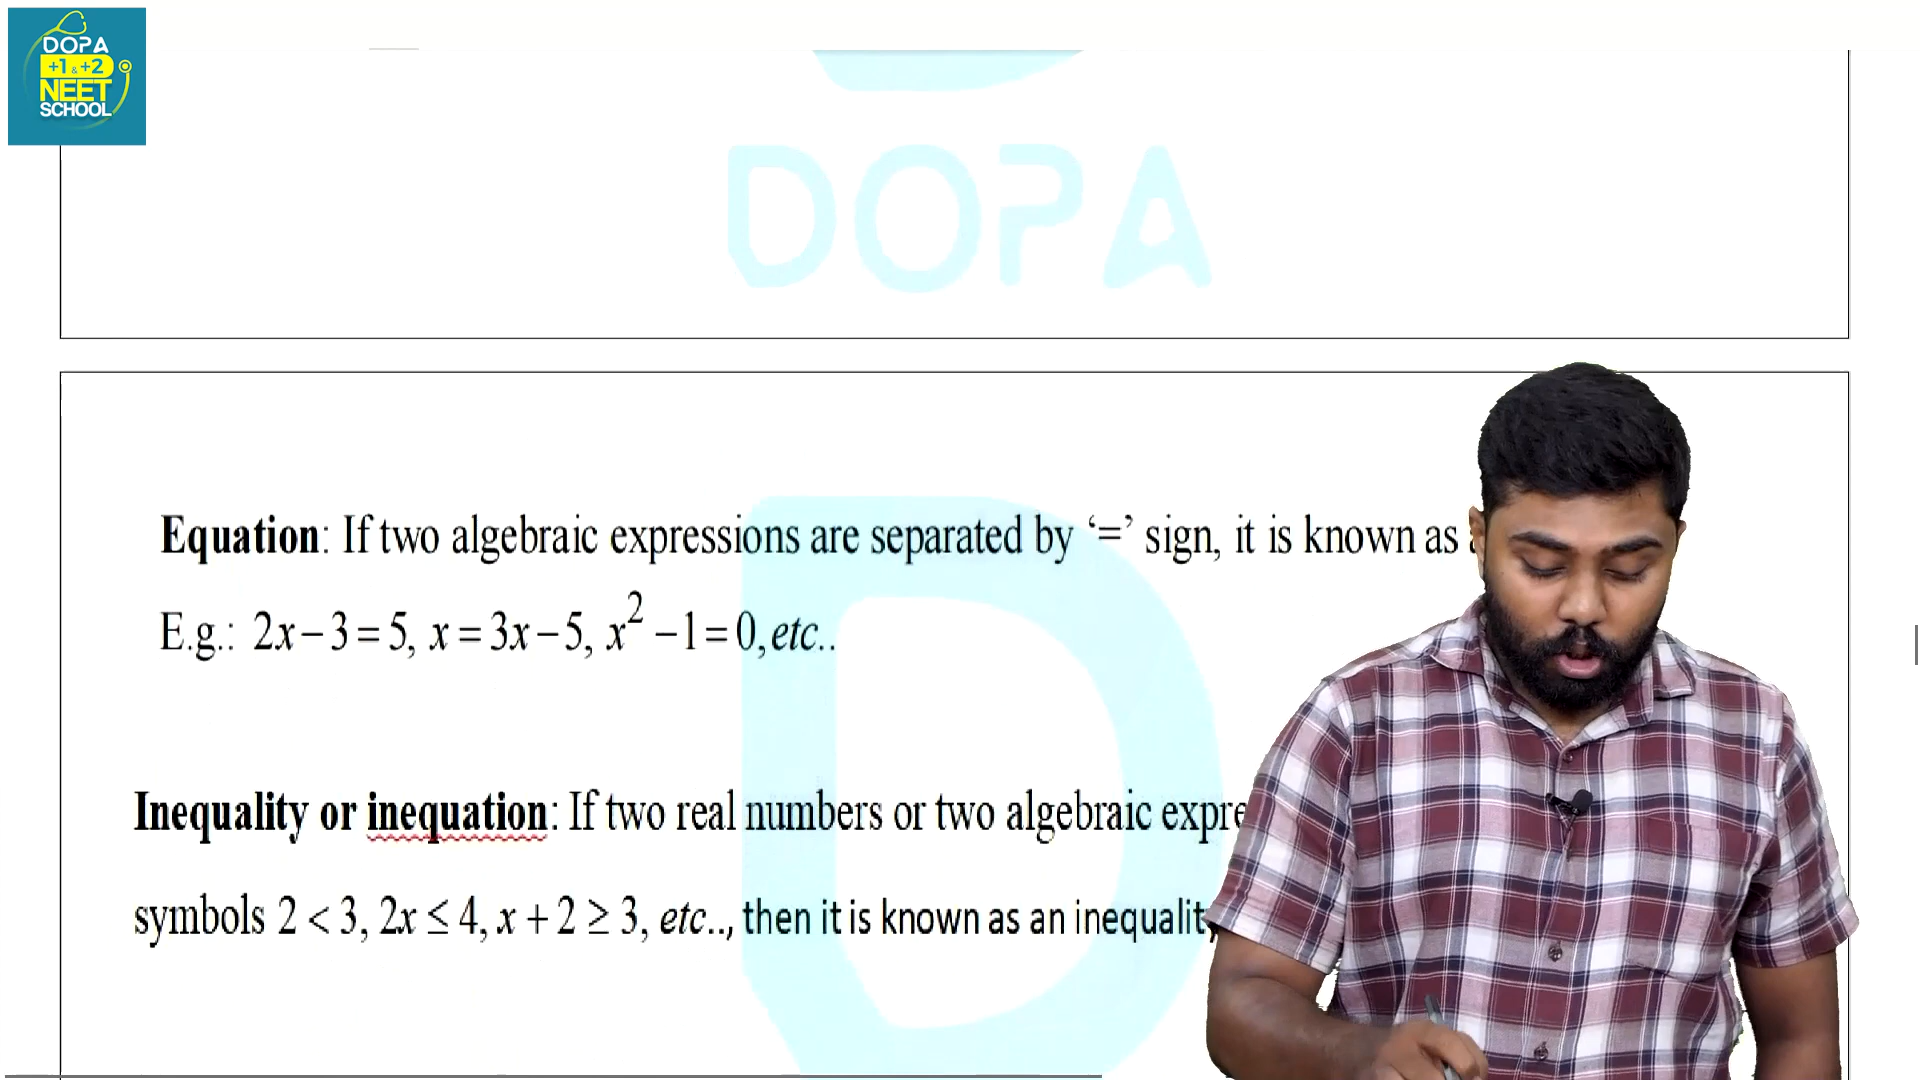 DOPA
+1 & +2
NEET
SCHOOL
DOPA
Equation: If two algebraic expressions are separated by ‘=’ sign, it is known as
E.g.: 2x−3=5, x=3x−5, x²−1=0, etc..
Inequality or inequation: If two real numbers or two algebraic
symbols 2 < 3, 2x ≤ 4, x + 2 ≥ 3, etc.., then it is known as an